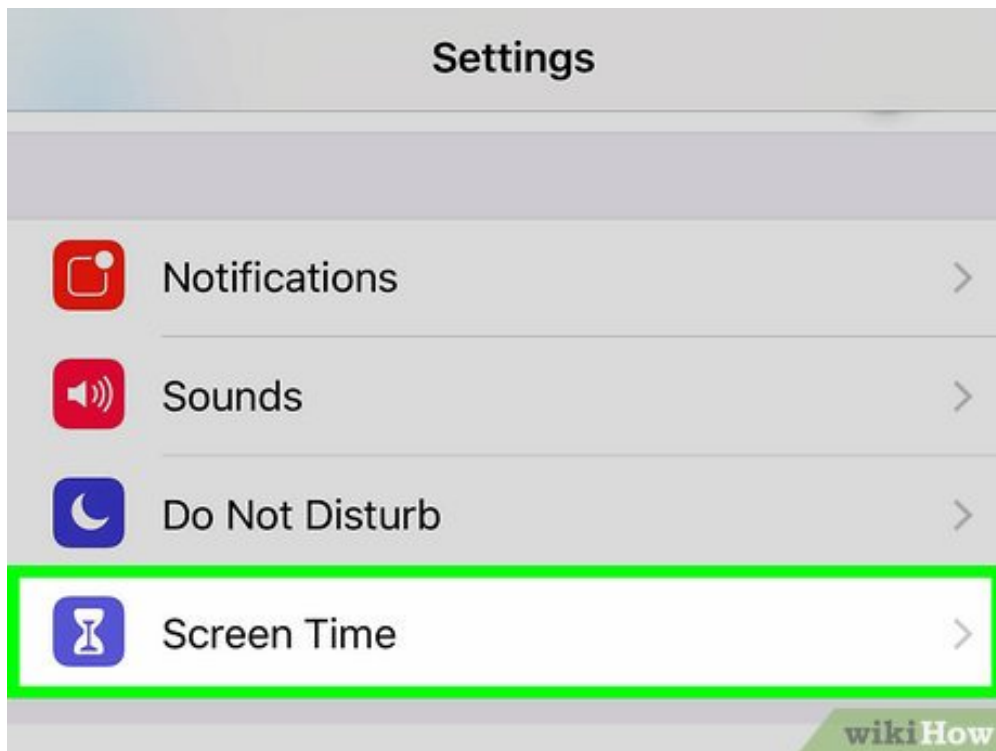 Settings
Notifications
Sounds
Do Not Disturb
Screen Time
wikiHow